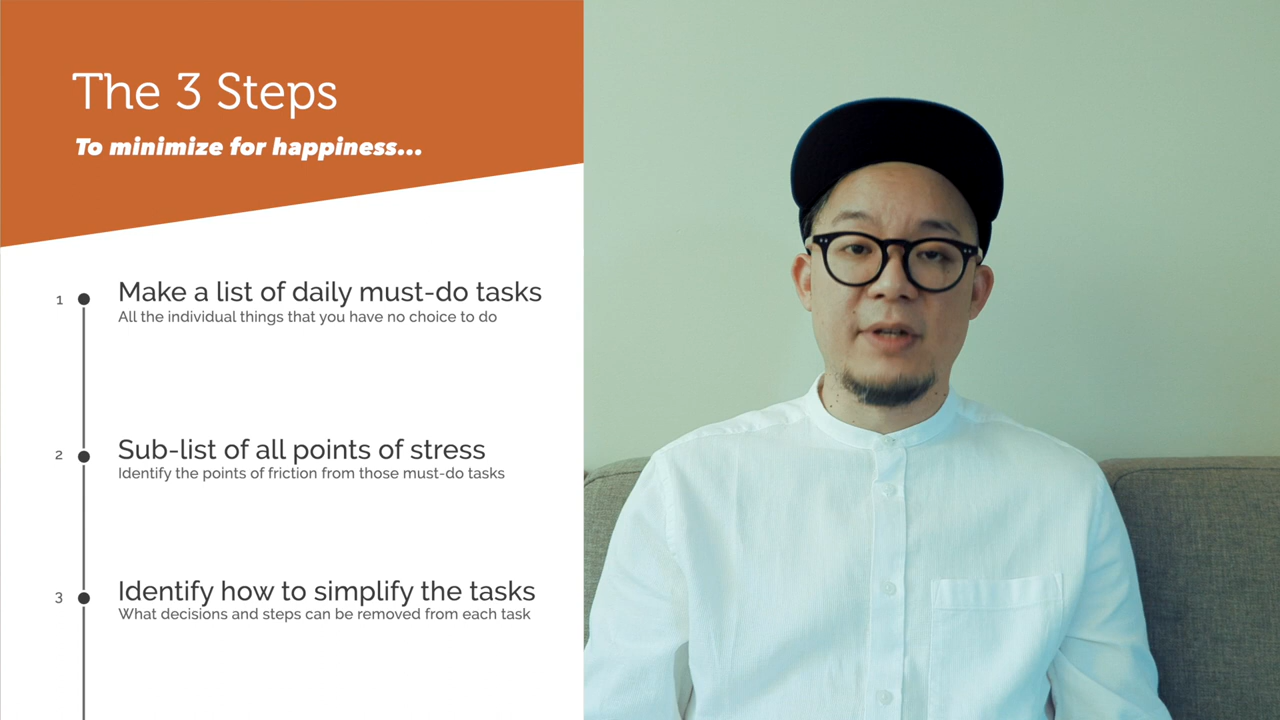 The 3 Steps
To minimize for happiness...
1
Make a list of daily must-do tasks
All the individual things that you have no choice to do
2
Sub-list of all points of stress
Identify the points of friction from those must-do tasks
3
Identify how to simplify the tasks
What decisions and steps can be removed from each task